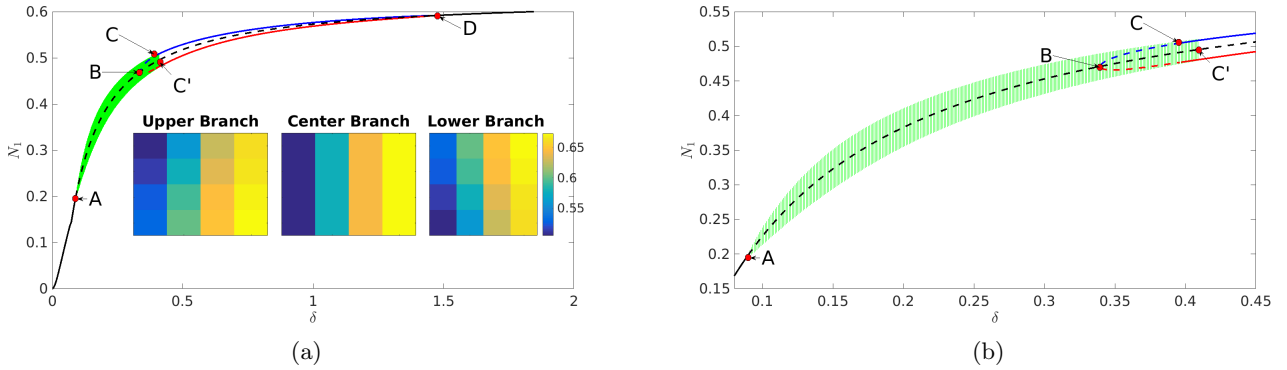 0.6
0.5
0.4
0.3
0.2
0.1
0
N₁
0
0.5
1
1.5
2
δ
A
B
C
C'
D
Upper Branch
Center Branch
Lower Branch
0.65
0.6
0.55
(a)
0.55
0.5
0.45
0.4
0.35
0.3
0.25
0.2
0.15
N₁
0.1
0.15
0.2
0.25
0.3
0.35
0.4
0.45
δ
A
B
C
C'
(b)